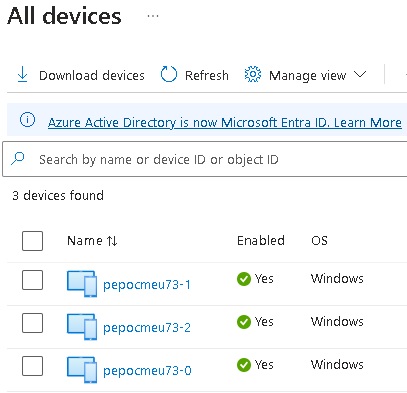 All devices ...
Download devices Refresh Manage view
Azure Active Directory is now Microsoft Entra ID. Learn More
Search by name or device ID or object ID
3 devices found
Name ↑↓ Enabled OS
pepocmeu73-1 Yes Windows
pepocmeu73-2 Yes Windows
pepocmeu73-0 Yes Windows